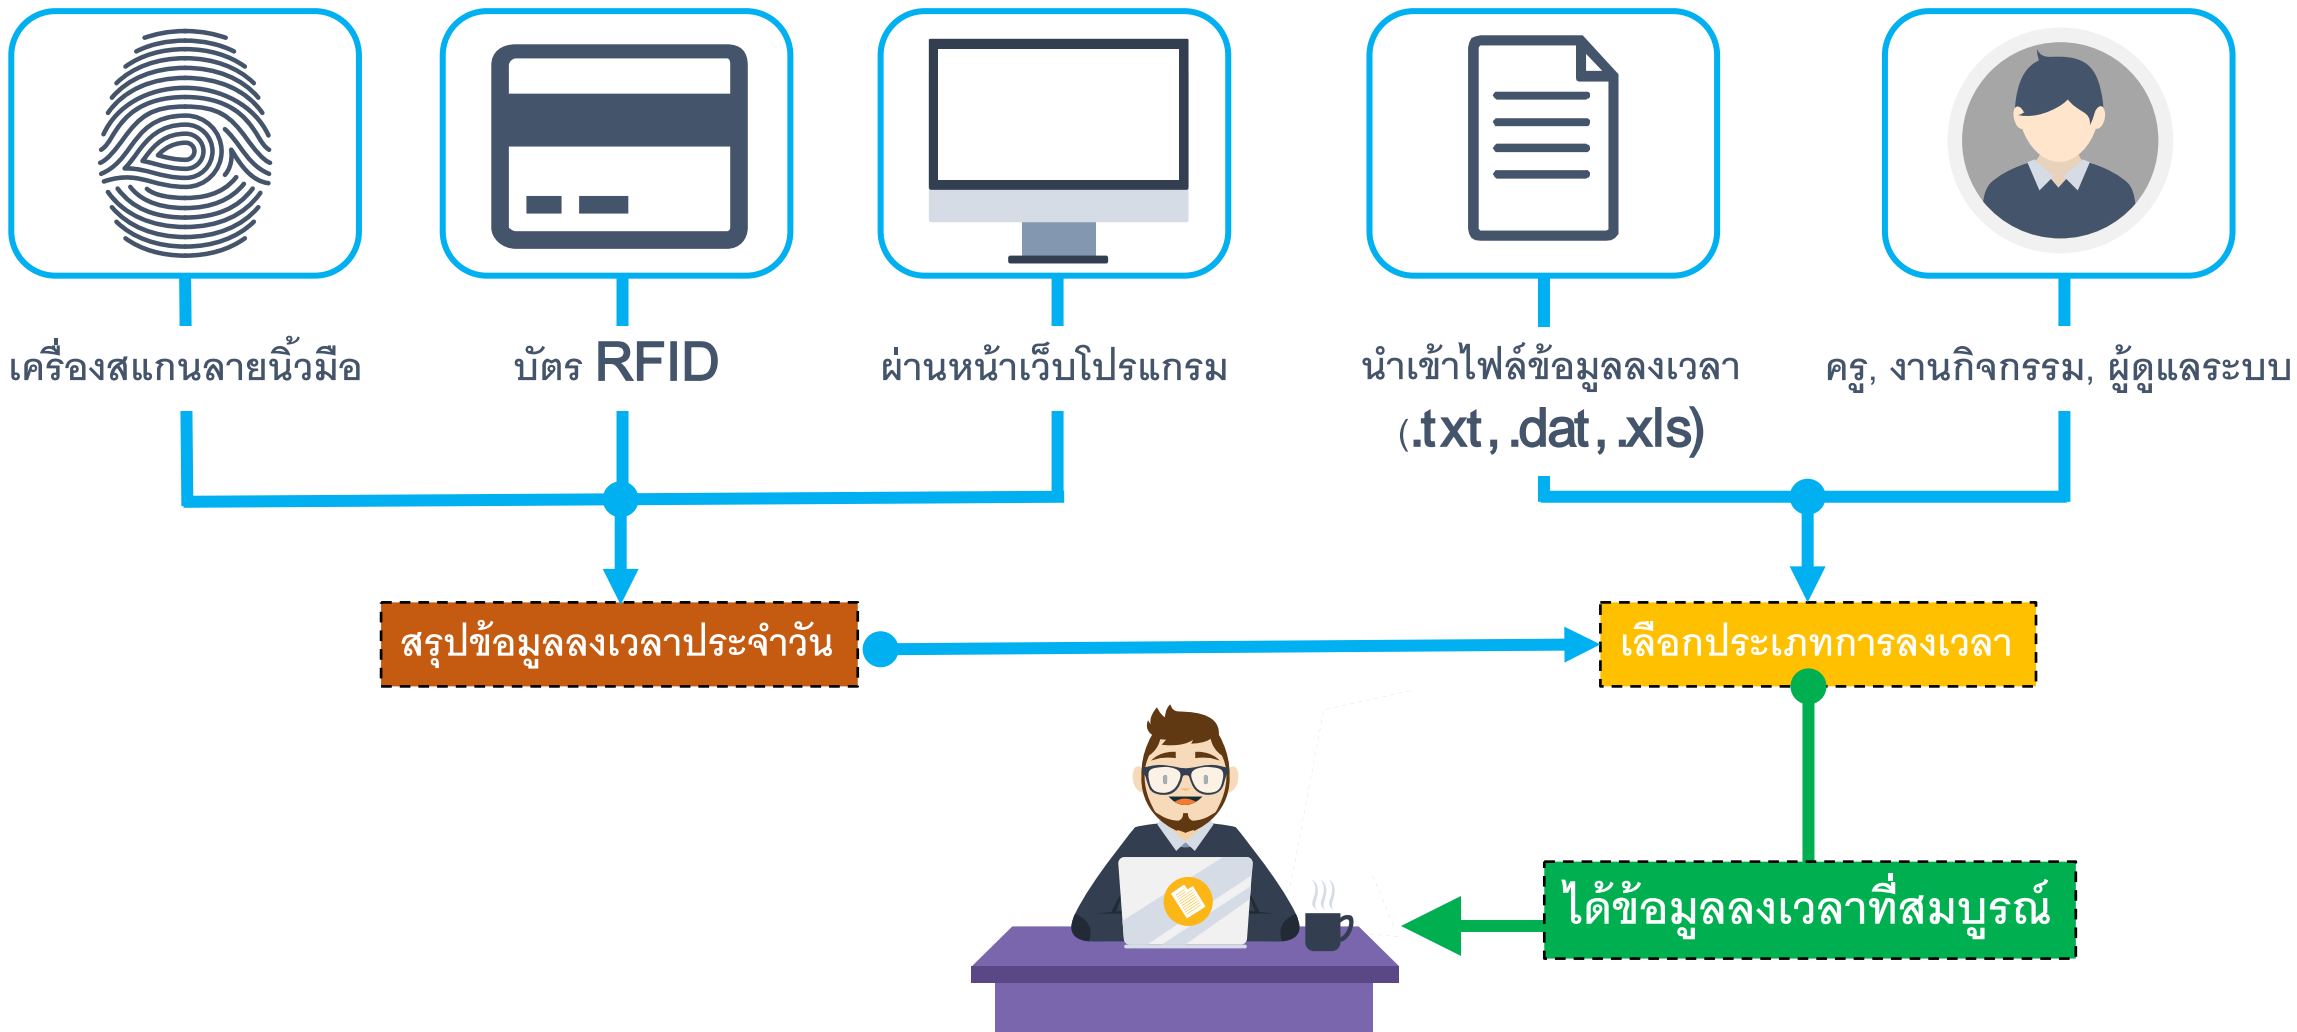 เครื่องสแกนลายนิ้วมือ
บัตร RFID
ผ่านหน้าเว็บโปรแกรม
นำเข้าไฟล์ข้อมูลลงเวลา
(.txt, .dat, .xls)
ครู, งานกิจกรรม, ผู้ดูแลระบบ
สรุปข้อมูลลงเวลาประจำวัน
เลือกประเภทการลงเวลา
ได้ข้อมูลลงเวลาที่สมบูรณ์